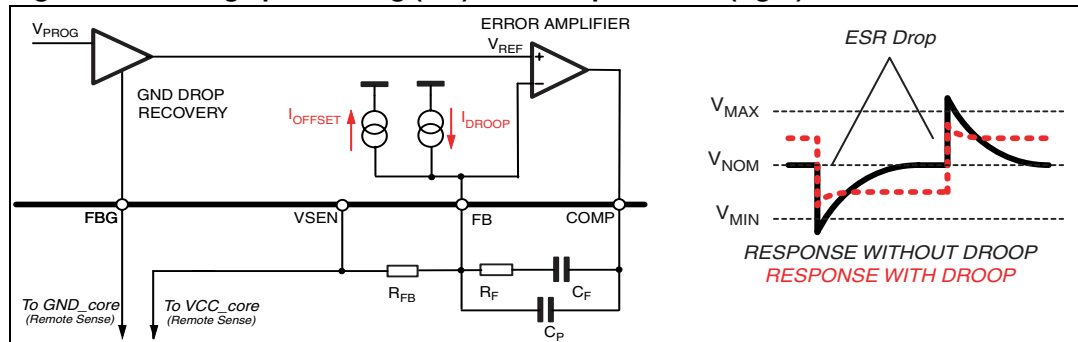 V_PROG
GND DROP
RECOVERY
V_REF
ERROR AMPLIFIER
+
−
I_OFFSET
I_DROOP
FBG
VSEN
FB
COMP
R_FB
R_F
C_F
C_P
To GND_core
(Remote Sense)
To VCC_core
(Remote Sense)
ESR Drop
V_MAX
V_NOM
V_MIN
RESPONSE WITHOUT DROOP
RESPONSE WITH DROOP